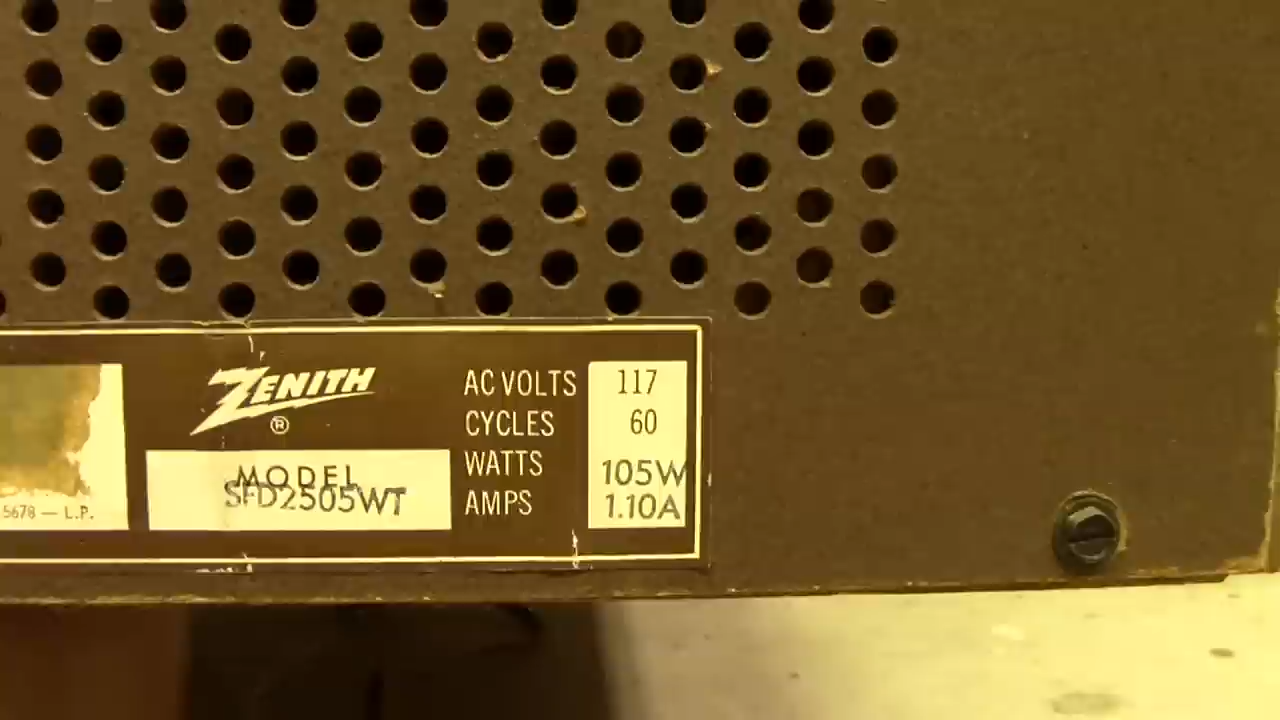 ZENITH
®
MODEL
SFD2505WT
5678 — L.P.
AC VOLTS 117
CYCLES 60
WATTS 105W
AMPS 1.10A